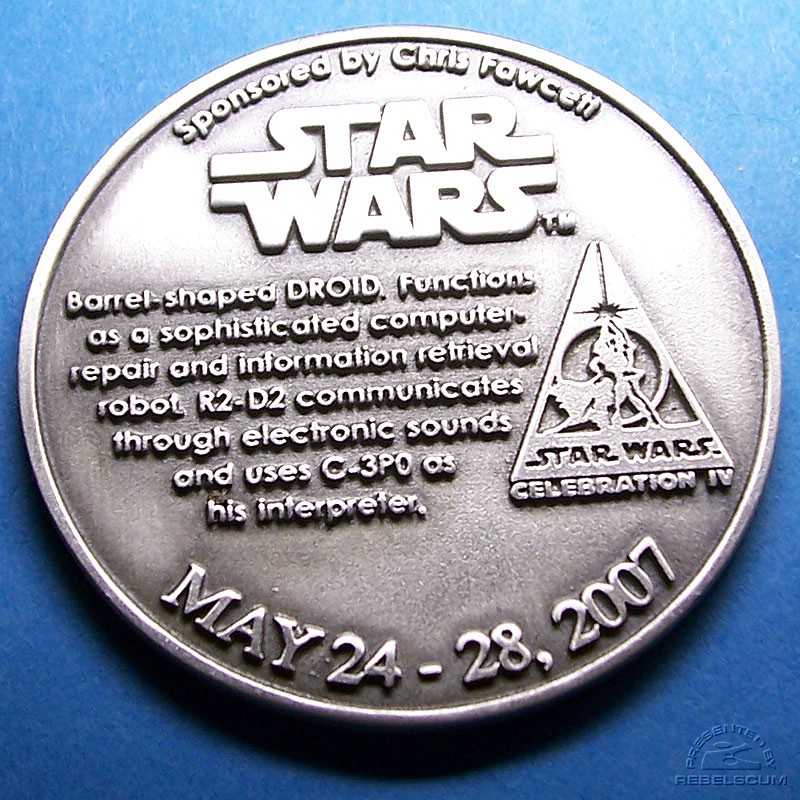 Sponsored by Chris Fawcett
STAR
WARS TM
Barrel-shaped DROID. Functions
as a sophisticated computer-
repair and information retrieval
robot. R2-D2 communicates
through electronic sounds
and uses C-3PO as
his interpreter.
STAR WARS
CELEBRATION IV
MAY 24 - 28, 2007
PRESENTED BY
REBELSCUM